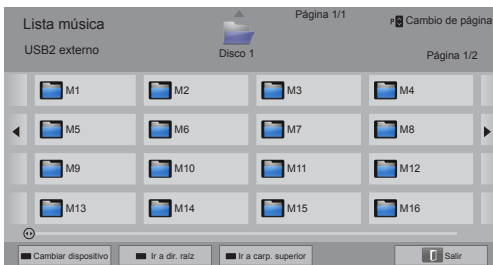 Lista música
Página 1/1
P Cambio de página
USB2 externo
Disco 1
Página 1/2
M1
M2
M3
M4
M5
M6
M7
M8
M9
M10
M11
M12
M13
M14
M15
M16
Cambiar dispositivo
Ir a dir. raíz
Ir a carp. superior
Salir